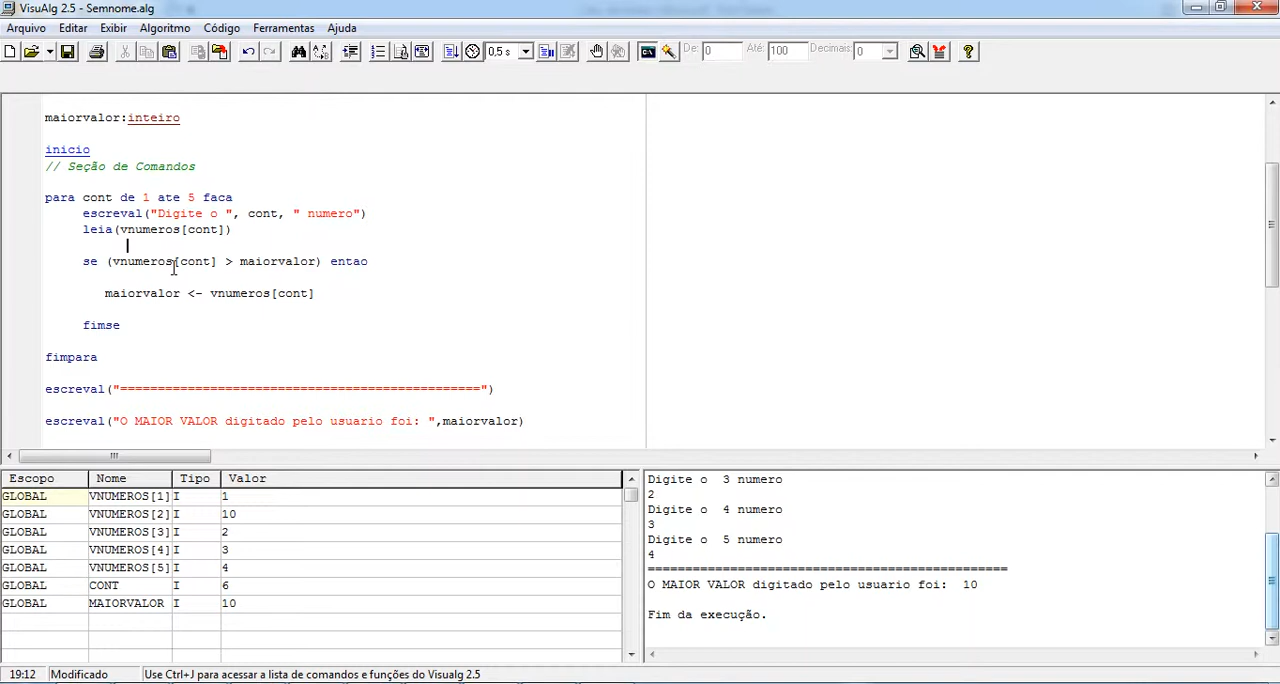 VisuAlg 2.5 - Semnome.alg
Arquivo Editar Exibir Algoritmo Código Ferramentas Ajuda
0,5 s De: 0 Até: 100 Decimais: 0
maiorvalor:inteiro
inicio
// Seção de Comandos
para cont de 1 ate 5 faca
escreval("Digite o ", cont, " numero")
leia(vnumeros[cont])
se (vnumeros[cont] > maiorvalor) entao
maiorvalor <- vnumeros[cont]
fimse
fimpara
escreval("================================================")
escreval("O MAIOR VALOR digitado pelo usuario foi: ",maiorvalor)
Escopo Nome Tipo Valor
GLOBAL VNUMEROS[1] I 1
GLOBAL VNUMEROS[2] I 10
GLOBAL VNUMEROS[3] I 2
GLOBAL VNUMEROS[4] I 3
GLOBAL VNUMEROS[5] I 4
GLOBAL CONT I 6
GLOBAL MAIORVALOR I 10
Digite o  3 numero
2
Digite o  4 numero
3
Digite o  5 numero
4
================================================
O MAIOR VALOR digitado pelo usuario foi:  10
Fim da execução.
19:12 Modificado Use Ctrl+J para acessar a lista de comandos e funções do Visualg 2.5